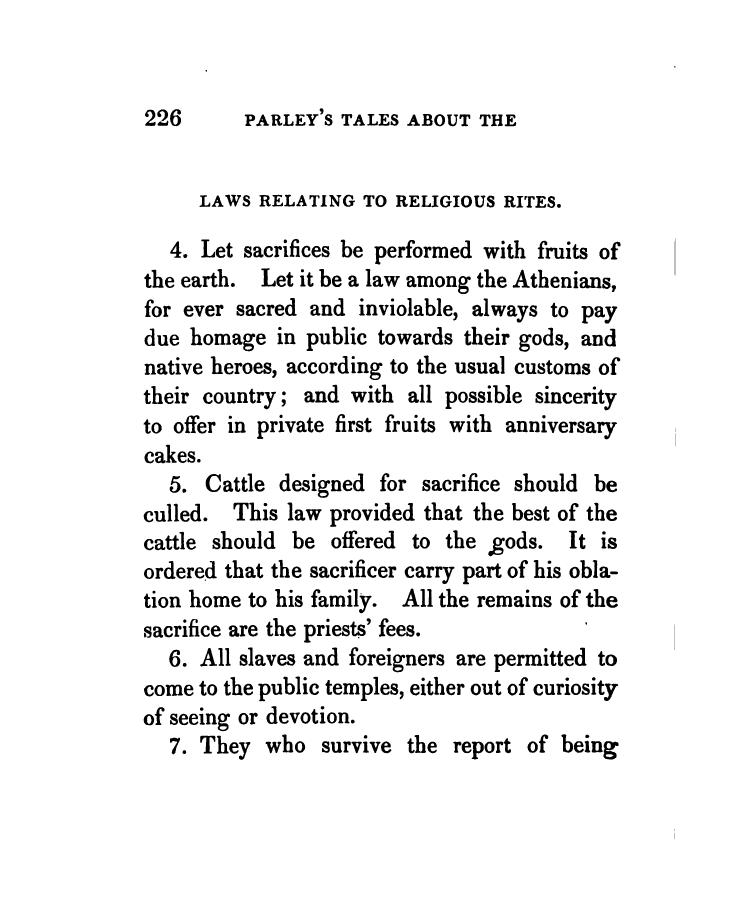 226 PARLEY'S TALES ABOUT THE
LAWS RELATING TO RELIGIOUS RITES.
4. Let sacrifices be performed with fruits of
the earth. Let it be a law among the Athenians,
for ever sacred and inviolable, always to pay
due homage in public towards their gods, and
native heroes, according to the usual customs of
their country; and with all possible sincerity
to offer in private first fruits with anniversary
cakes.
5. Cattle designed for sacrifice should be
culled. This law provided that the best of the
cattle should be offered to the gods. It is
ordered that the sacrificer carry part of his obla-
tion home to his family. All the remains of the
sacrifice are the priests' fees.
6. All slaves and foreigners are permitted to
come to the public temples, either out of curiosity
of seeing or devotion.
7. They who survive the report of being